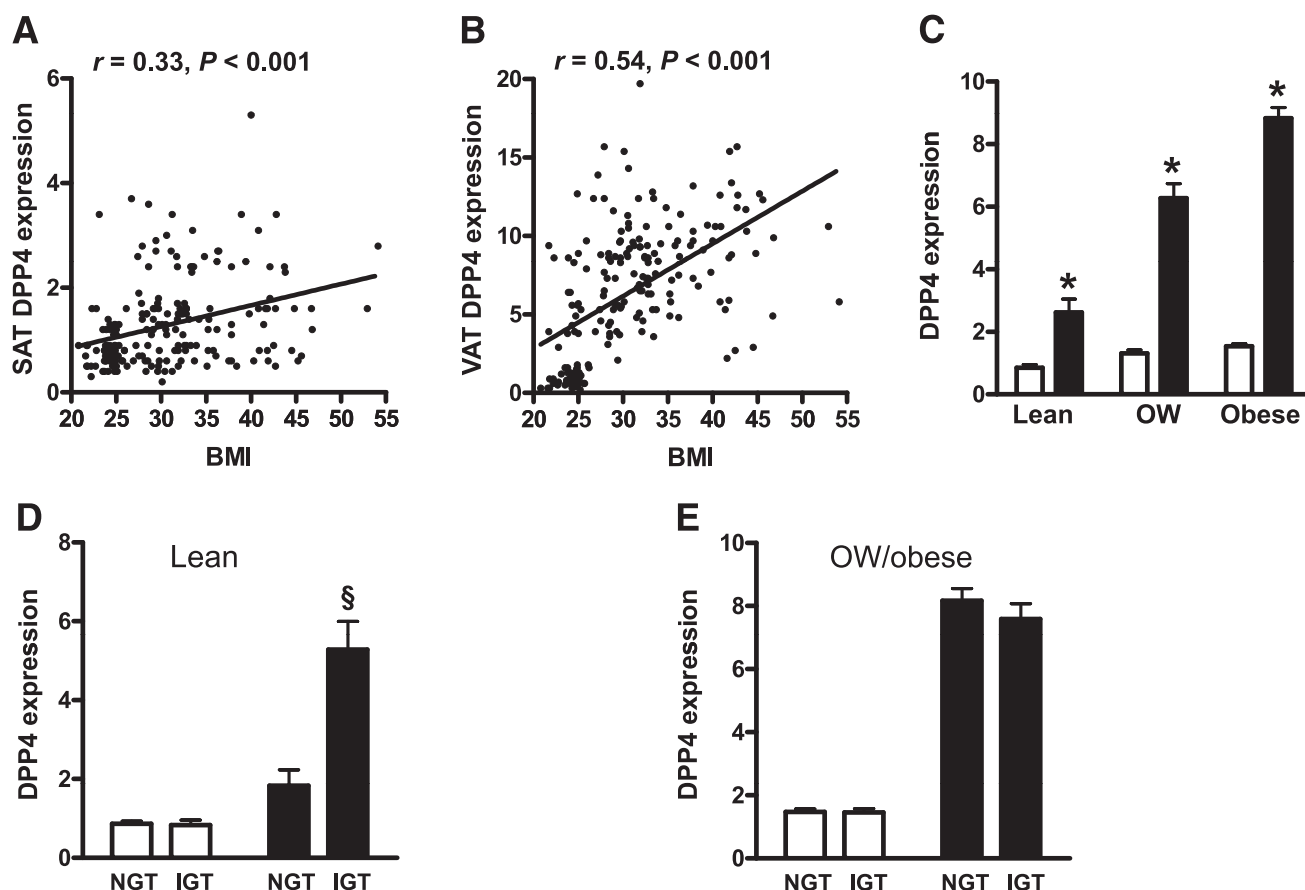 A
r = 0.33, P < 0.001
SAT DPP4 expression
6
4
2
0
20 25 30 35 40 45 50 55
BMI
B
r = 0.54, P < 0.001
VAT DPP4 expression
20
15
10
5
0
20 25 30 35 40 45 50 55
BMI
C
DPP4 expression
10
8
6
4
2
0
* * *
Lean OW Obese
D
Lean
DPP4 expression
8
6
4
2
0
§
NGT IGT NGT IGT
E
OW/obese
DPP4 expression
10
8
6
4
2
0
NGT IGT NGT IGT